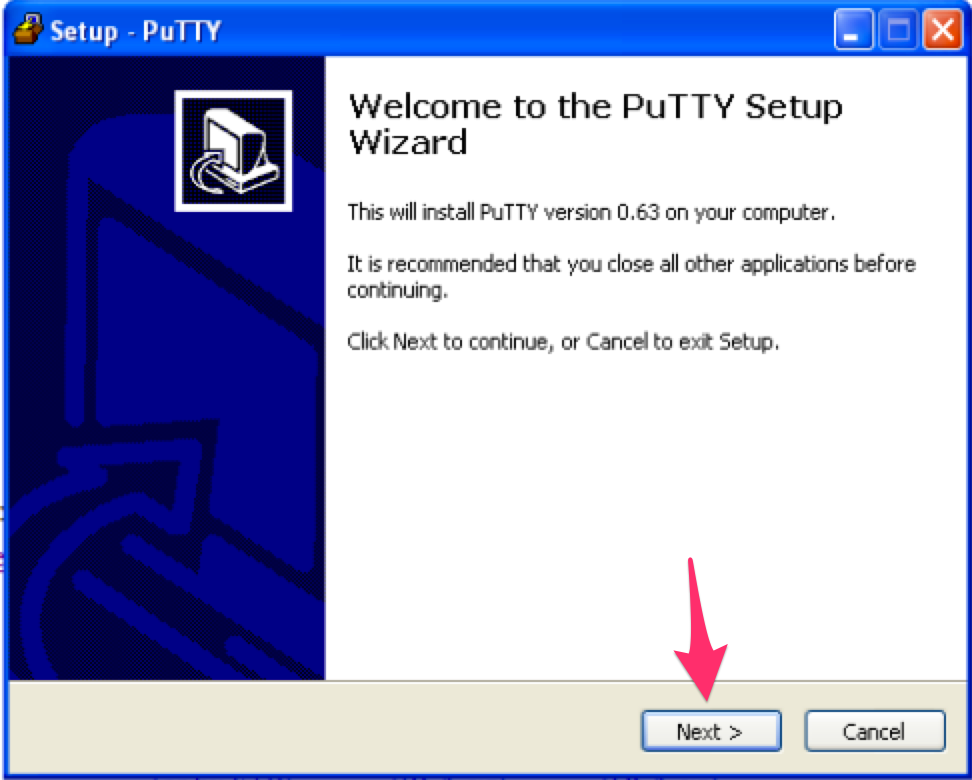 Setup - PuTTY
Welcome to the PuTTY Setup
Wizard
This will install PuTTY version 0.63 on your computer.
It is recommended that you close all other applications before
continuing.
Click Next to continue, or Cancel to exit Setup.
Next >
Cancel